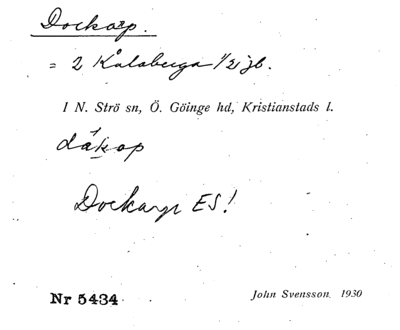 Dockarp.
= 2 Kålaberga 1/2 jb.
I N. Strö sn, Ö. Göinge hd, Kristianstads l.
dåkop
Dockarp ES!
Nr 5434
John Svensson 1930